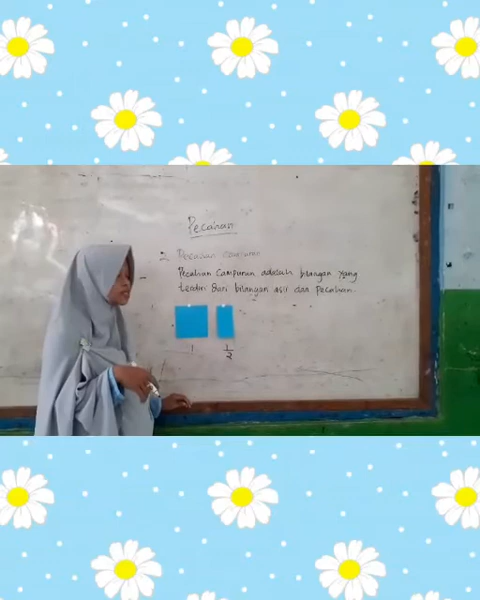 Pecahan
2. Pecahan campuran
Pecahan Campuran adalah bilangan yang
terdiri dari bilangan asli dan pecahan.
1 1/2